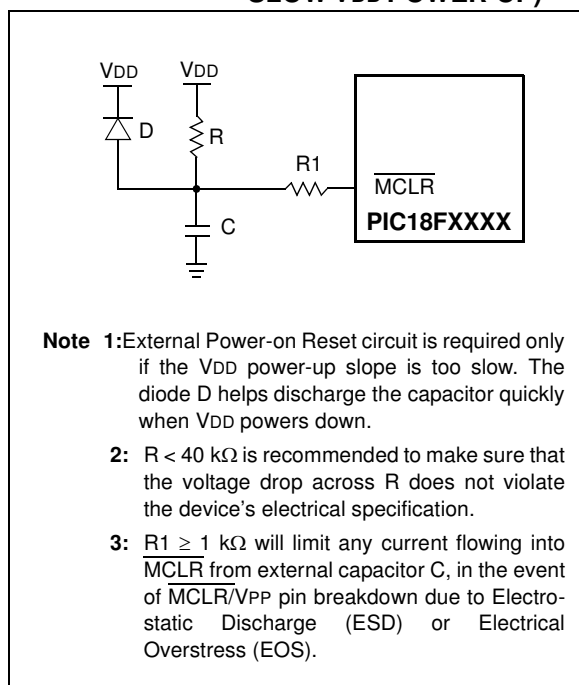 VDD VDD
D
R
R1
MCLR
PIC18FXXXX
C
Note 1:External Power-on Reset circuit is required only
if the VDD power-up slope is too slow. The
diode D helps discharge the capacitor quickly
when VDD powers down.
2: R < 40 kΩ is recommended to make sure that
the voltage drop across R does not violate
the device's electrical specification.
3: R1 ≥ 1 kΩ will limit any current flowing into
MCLR from external capacitor C, in the event
of MCLR/VPP pin breakdown due to Electro-
static Discharge (ESD) or Electrical
Overstress (EOS).